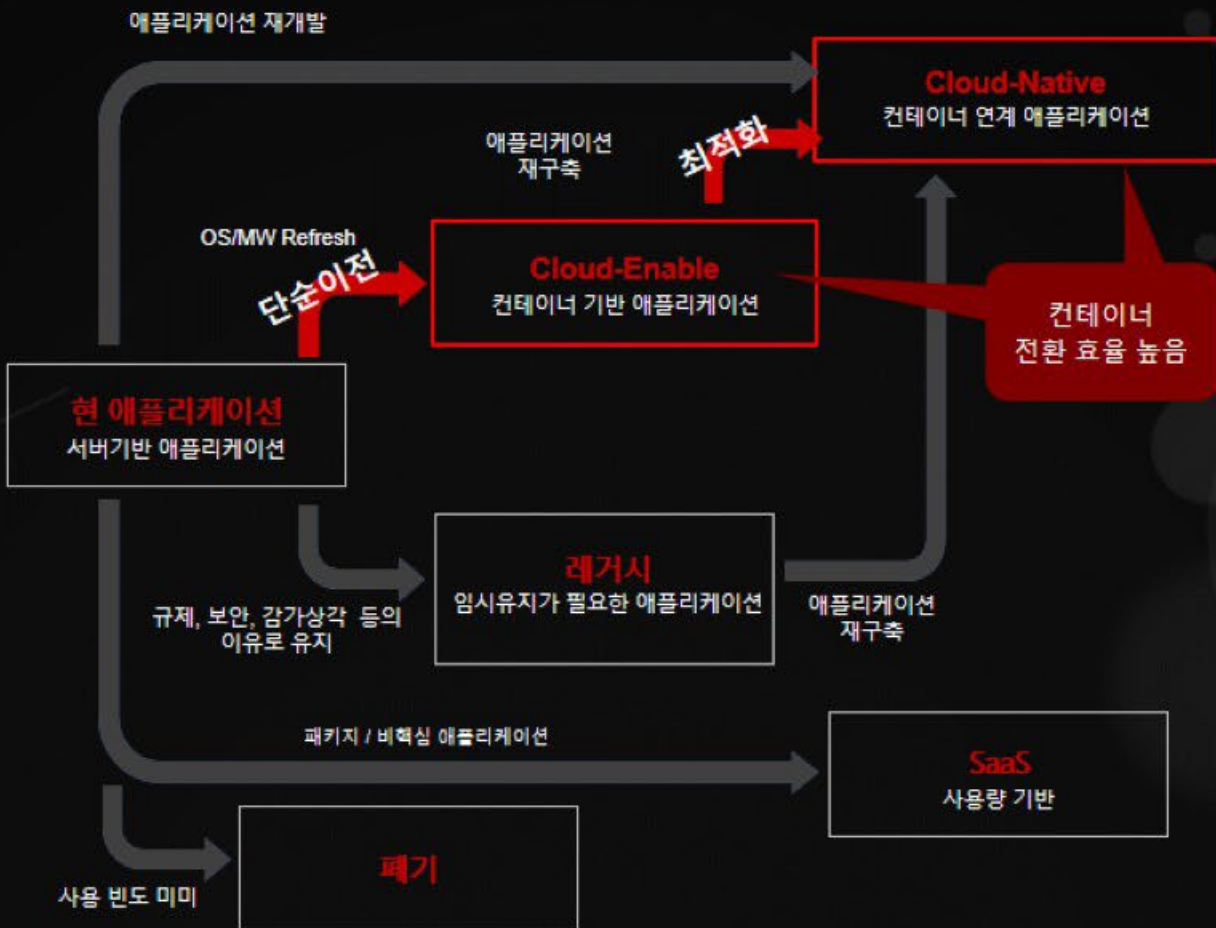 애플리케이션 재개발
Cloud-Native
컨테이너 연계 애플리케이션
애플리케이션
재구축
최적화
OS/MW Refresh
단순이전
Cloud-Enable
컨테이너 기반 애플리케이션
컨테이너
전환 효율 높음
현 애플리케이션
서버기반 애플리케이션
레거시
임시유지가 필요한 애플리케이션
규제, 보안, 감가상각 등의
이유로 유지
애플리케이션
재구축
패키지 / 비핵심 애플리케이션
SaaS
사용량 기반
폐기
사용 빈도 미미